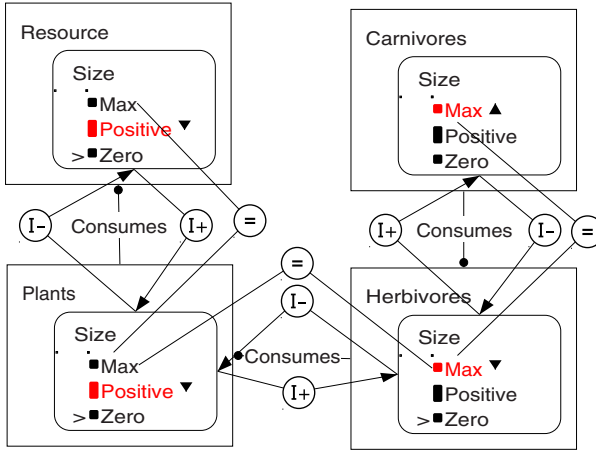 Resource
Size
Max
Positive ▼
> Zero
Carnivores
Size
Max ▲
Positive
Zero
I-
Consumes
I+
=
I+
Consumes
I-
=
Plants
Size
Max
Positive ▼
> Zero
=
I-
Consumes
I+
Herbivores
Size
Max ▼
Positive
> Zero